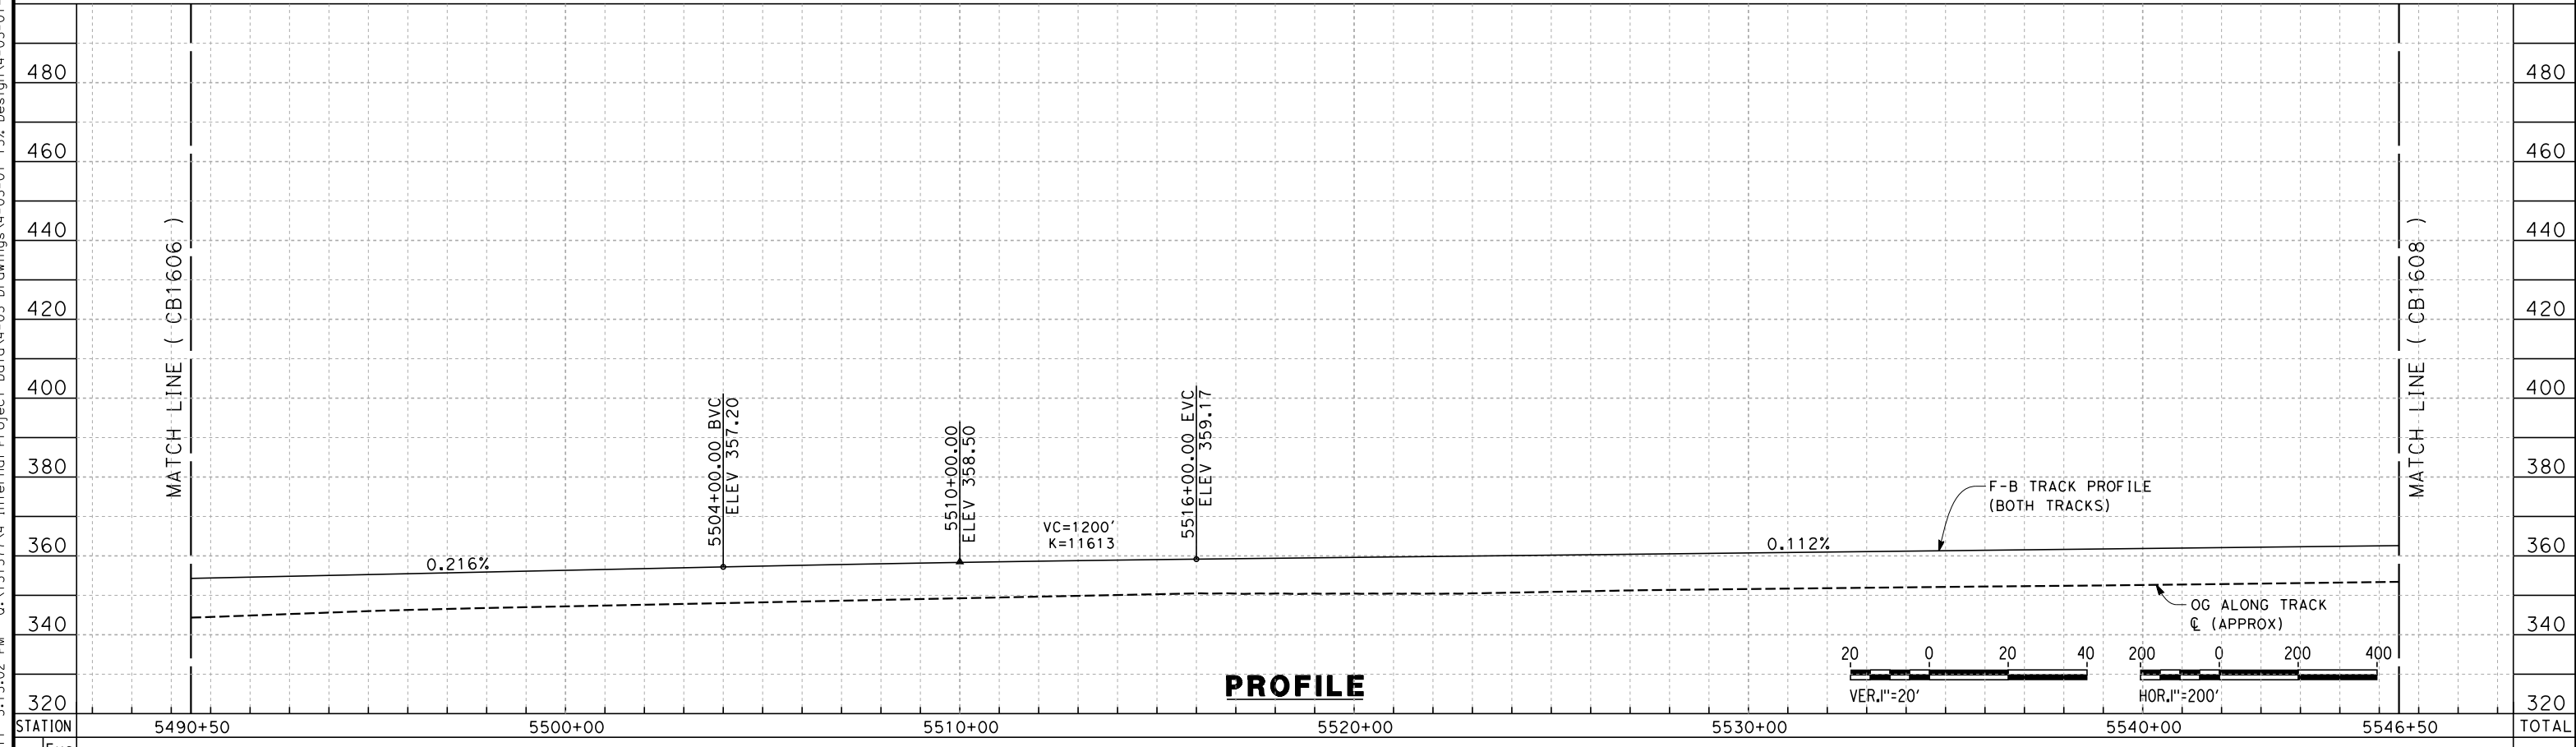 480
460
440
420
400
380
360
340
320
480
460
440
420
400
380
360
340
320
MATCH LINE ( CB1606 )
MATCH LINE ( CB1608 )
5504+00.00 BVC
ELEV 357.20
5510+00.00
ELEV 358.50
5516+00.00 EVC
ELEV 359.17
VC=1200'
K=11613
0.216%
0.112%
F-B TRACK PROFILE
(BOTH TRACKS)
OG ALONG TRACK
℄ (APPROX)
20 0 20 40
VER.1"=20'
200 0 200 400
HOR.1"=200'
PROFILE
STATION 5490+50 5500+00 5510+00 5520+00 5530+00 5540+00 5546+50 TOTAL